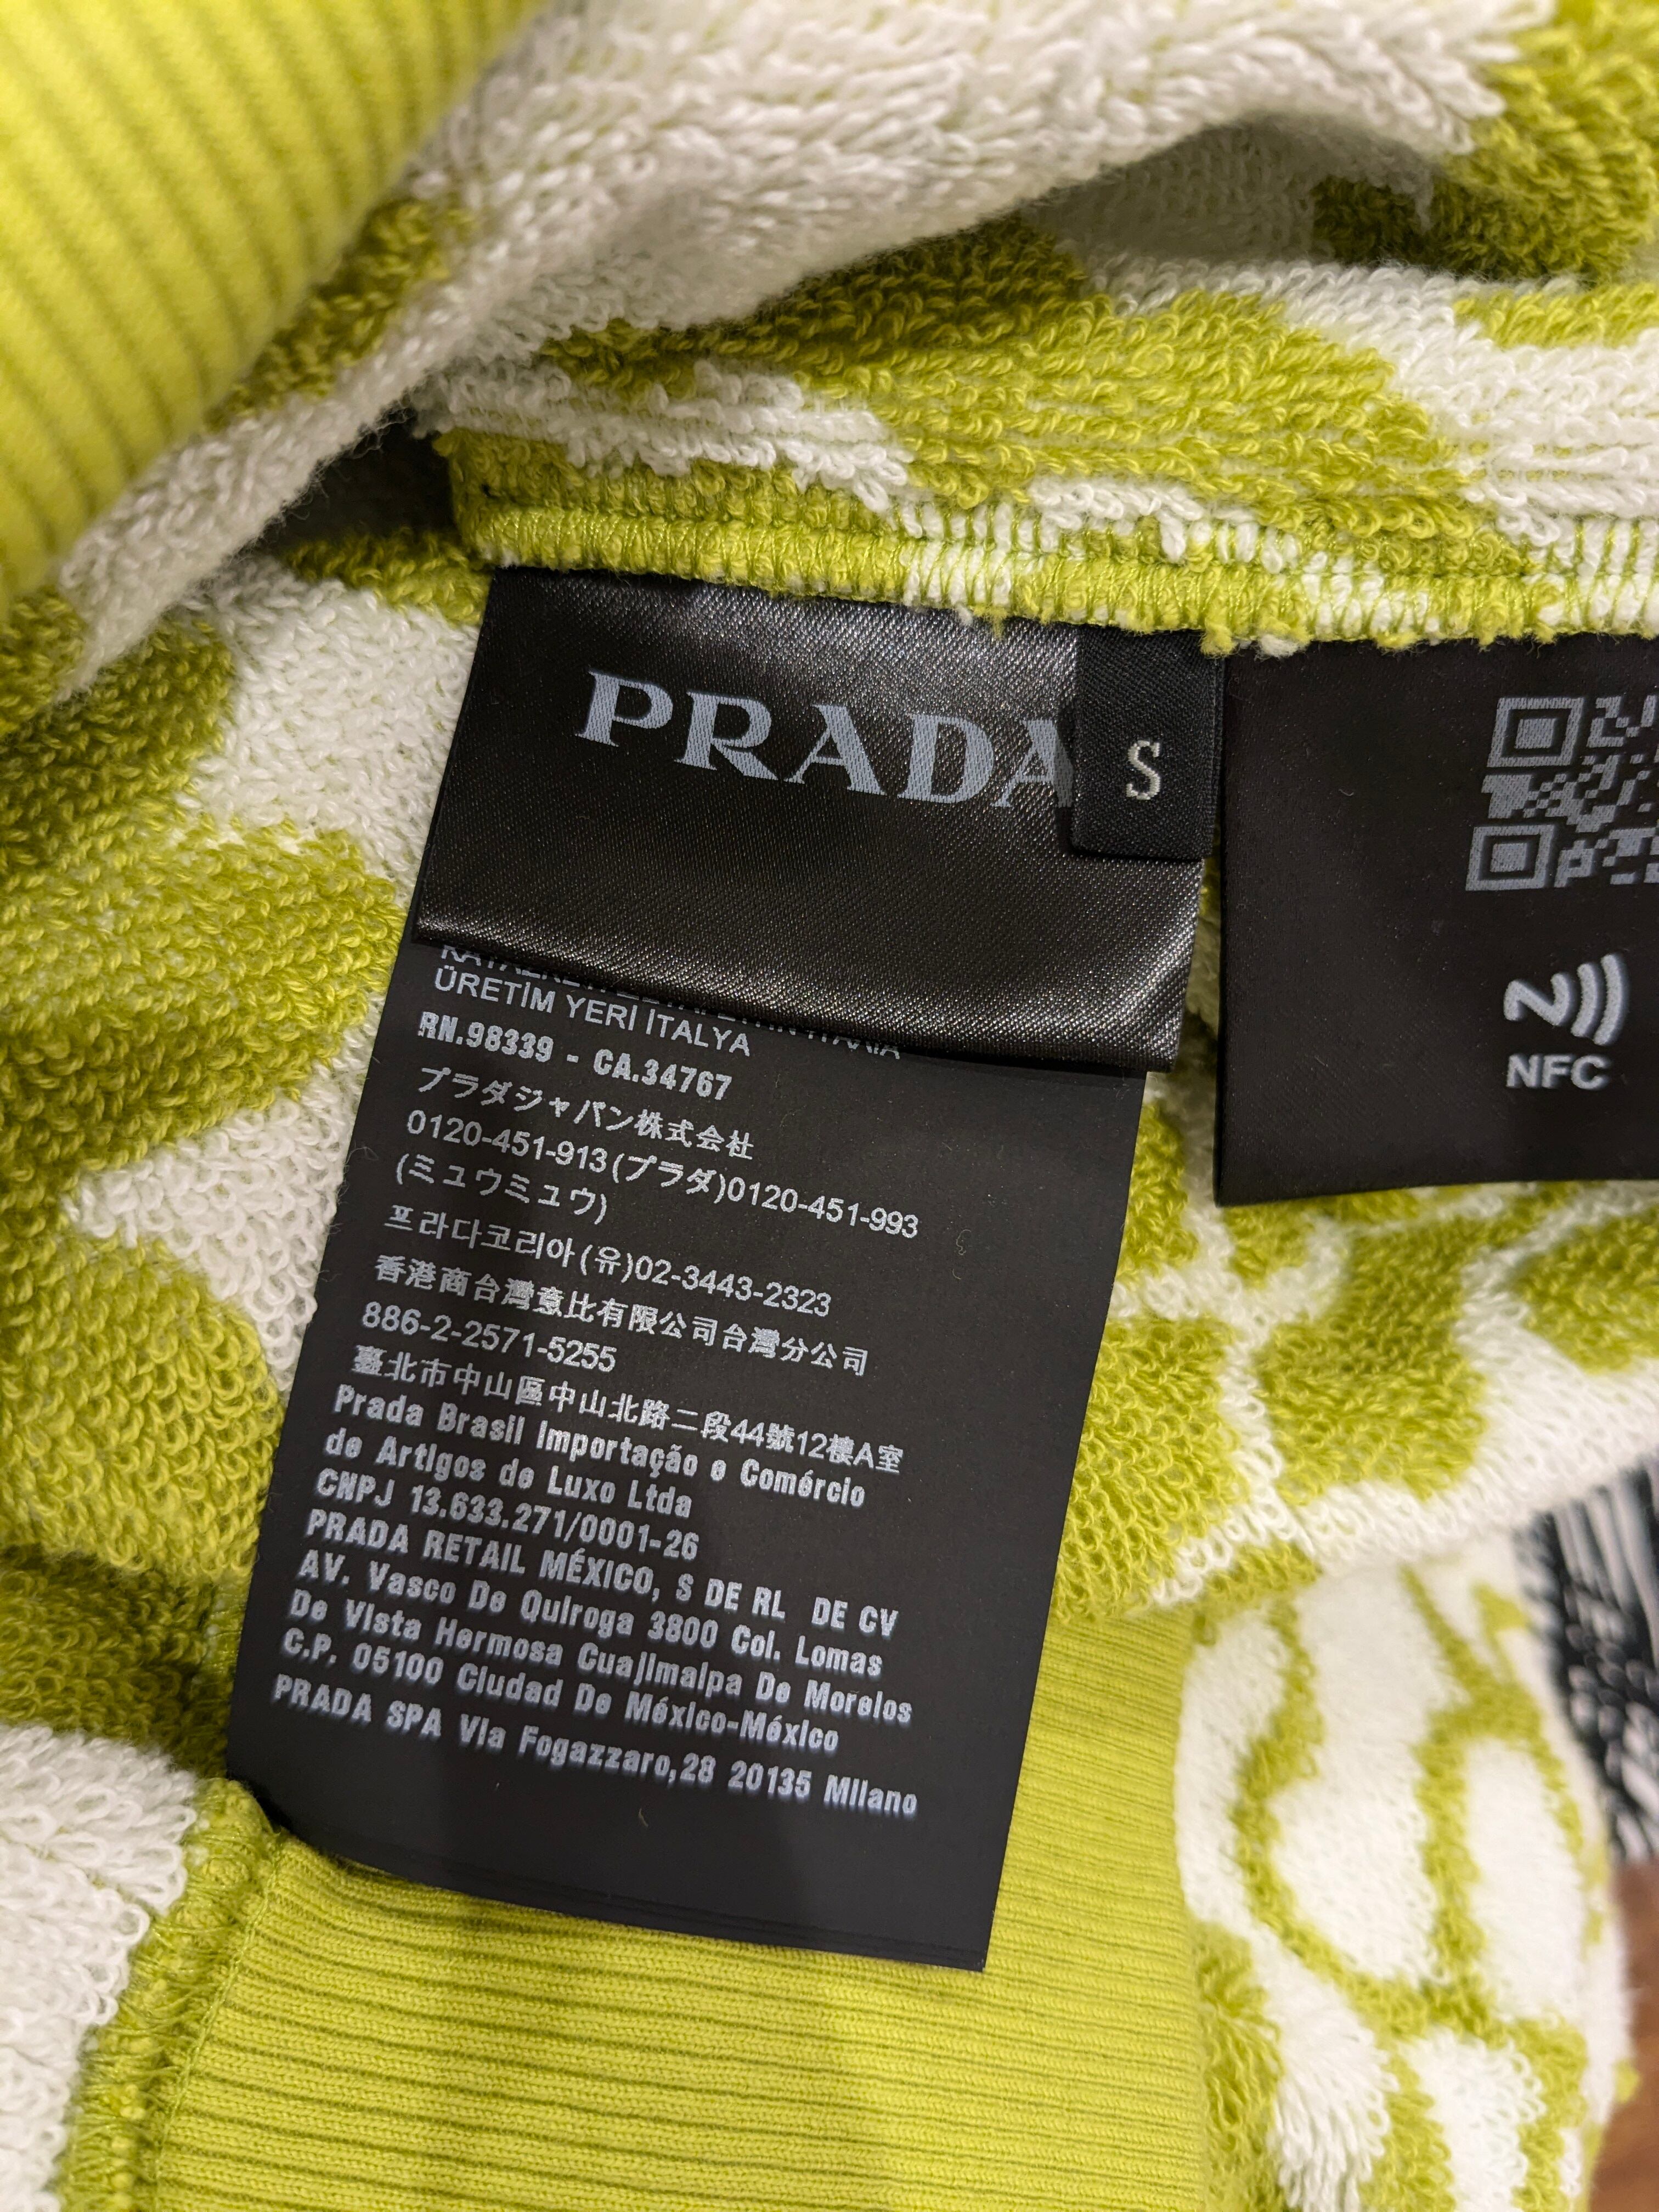 PRADA
S
ÜRETİM YERİ İTALYA
RN.98339 - CA.34767
プラダジャパン株式会社
0120-451-913(プラダ)0120-451-993
(ミュウミュウ)
프라다코리아(유)02-3443-2323
香港商台灣意比有限公司台灣分公司
886-2-2571-5255
臺北市中山區中山北路二段44號12樓A室
Prada Brasil Importação e Comércio
de Artigos de Luxo Ltda
CNPJ 13.633.271/0001-26
PRADA RETAIL MÉXICO, S DE RL DE CV
AV. Vasco De Quiroga 3800 Col. Lomas
De Vista Hermosa Cuajimalpa De Morelos
C.P. 05100 Ciudad De México-México
PRADA SPA Via Fogazzaro,28 20135 Milano
NFC